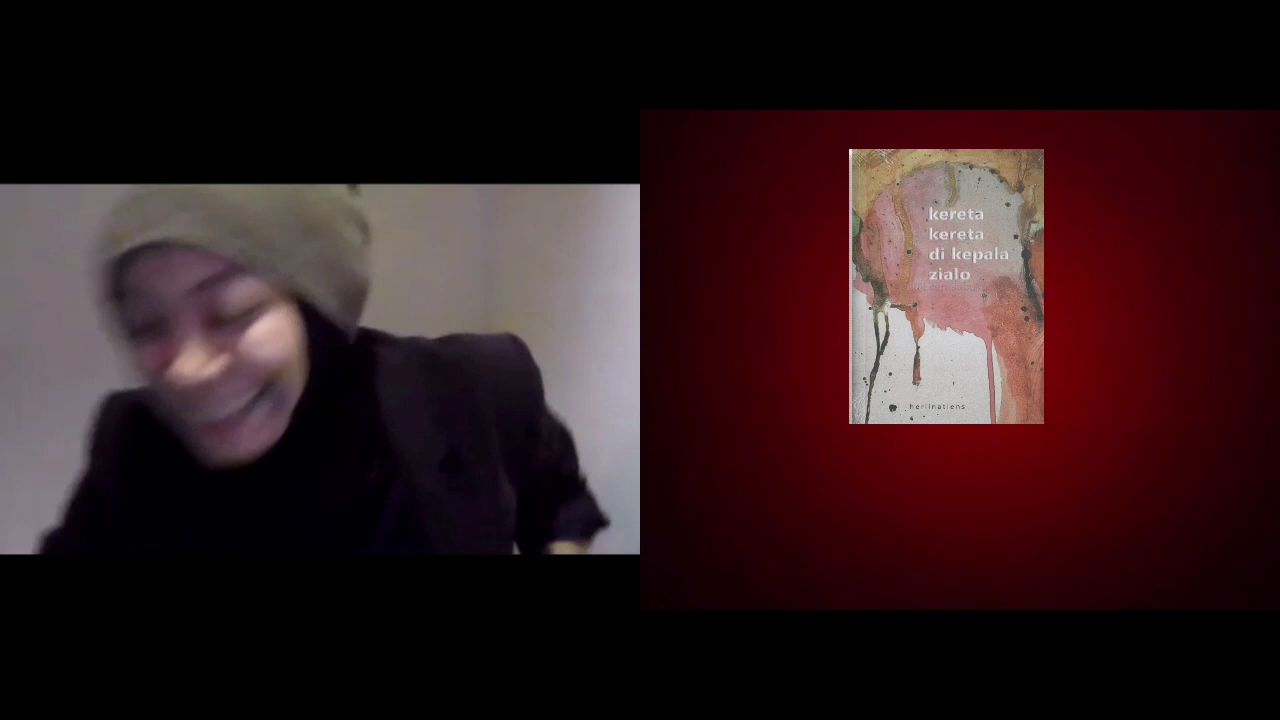 kereta
kereta
di kepala
zialo
herlinatiens